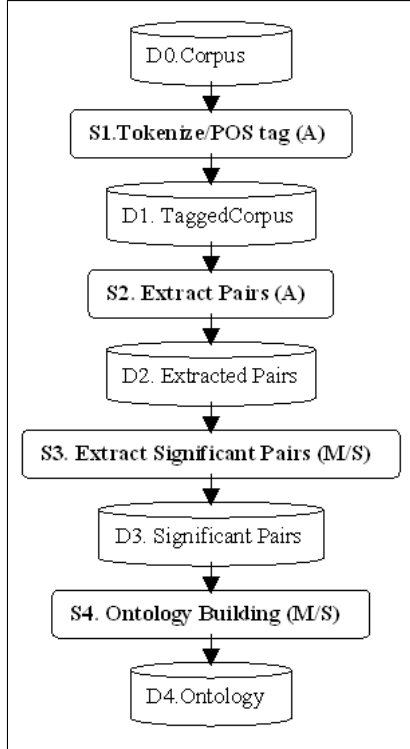 D0.Corpus
S1.Tokenize/POS tag (A)
D1. TaggedCorpus
S2. Extract Pairs (A)
D2. Extracted Pairs
S3. Extract Significant Pairs (M/S)
D3. Significant Pairs
S4. Ontology Building (M/S)
D4.Ontology